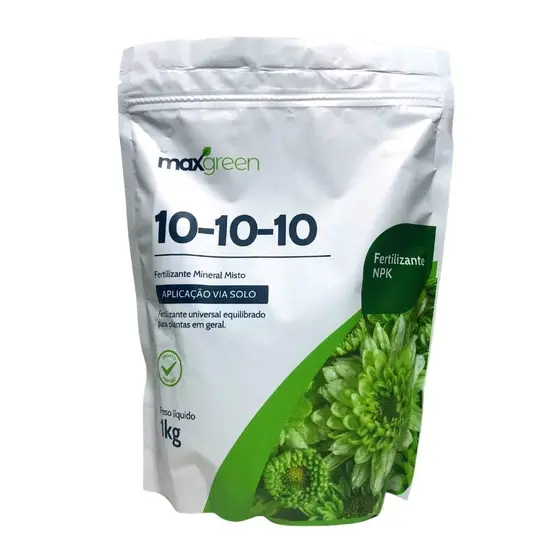 maxgreen
10-10-10
Fertilizante Mineral Misto
APLICAÇÃO VIA SOLO
Fertilizante universal equilibrado
para plantas em geral.
Fertilizante
NPK
Peso líquido
1kg